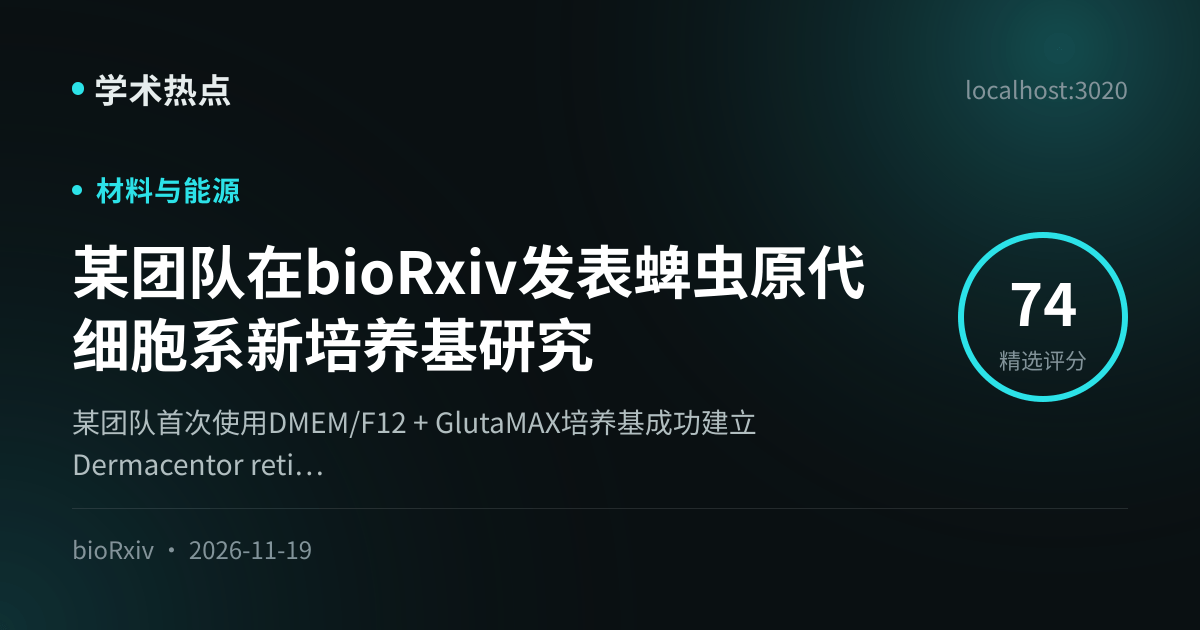 学术热点
localhost:3020
材料与能源
某团队在bioRxiv发表蜱虫原代
细胞系新培养基研究
74
精选评分
某团队首次使用DMEM/F12 + GlutaMAX培养基成功建立
Dermacentor reti…
bioRxiv · 2026-11-19